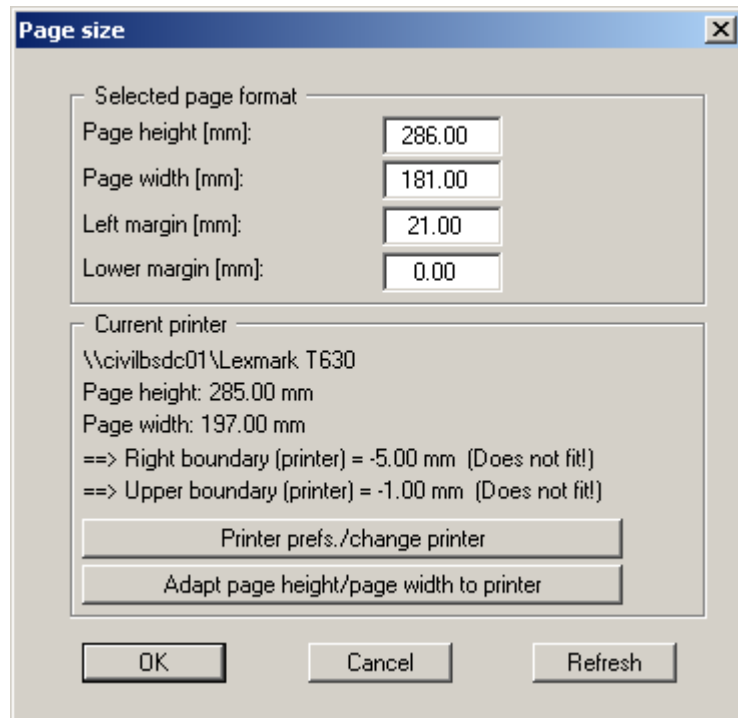 Page size
Selected page format
Page height [mm]: 286.00
Page width [mm]: 181.00
Left margin [mm]: 21.00
Lower margin [mm]: 0.00
Current printer
\\civilbsdc01\Lexmark T630
Page height: 285.00 mm
Page width: 197.00 mm
==> Right boundary (printer) = -5.00 mm (Does not fit!)
==> Upper boundary (printer) = -1.00 mm (Does not fit!)
Printer prefs./change printer
Adapt page height/page width to printer
OK Cancel Refresh